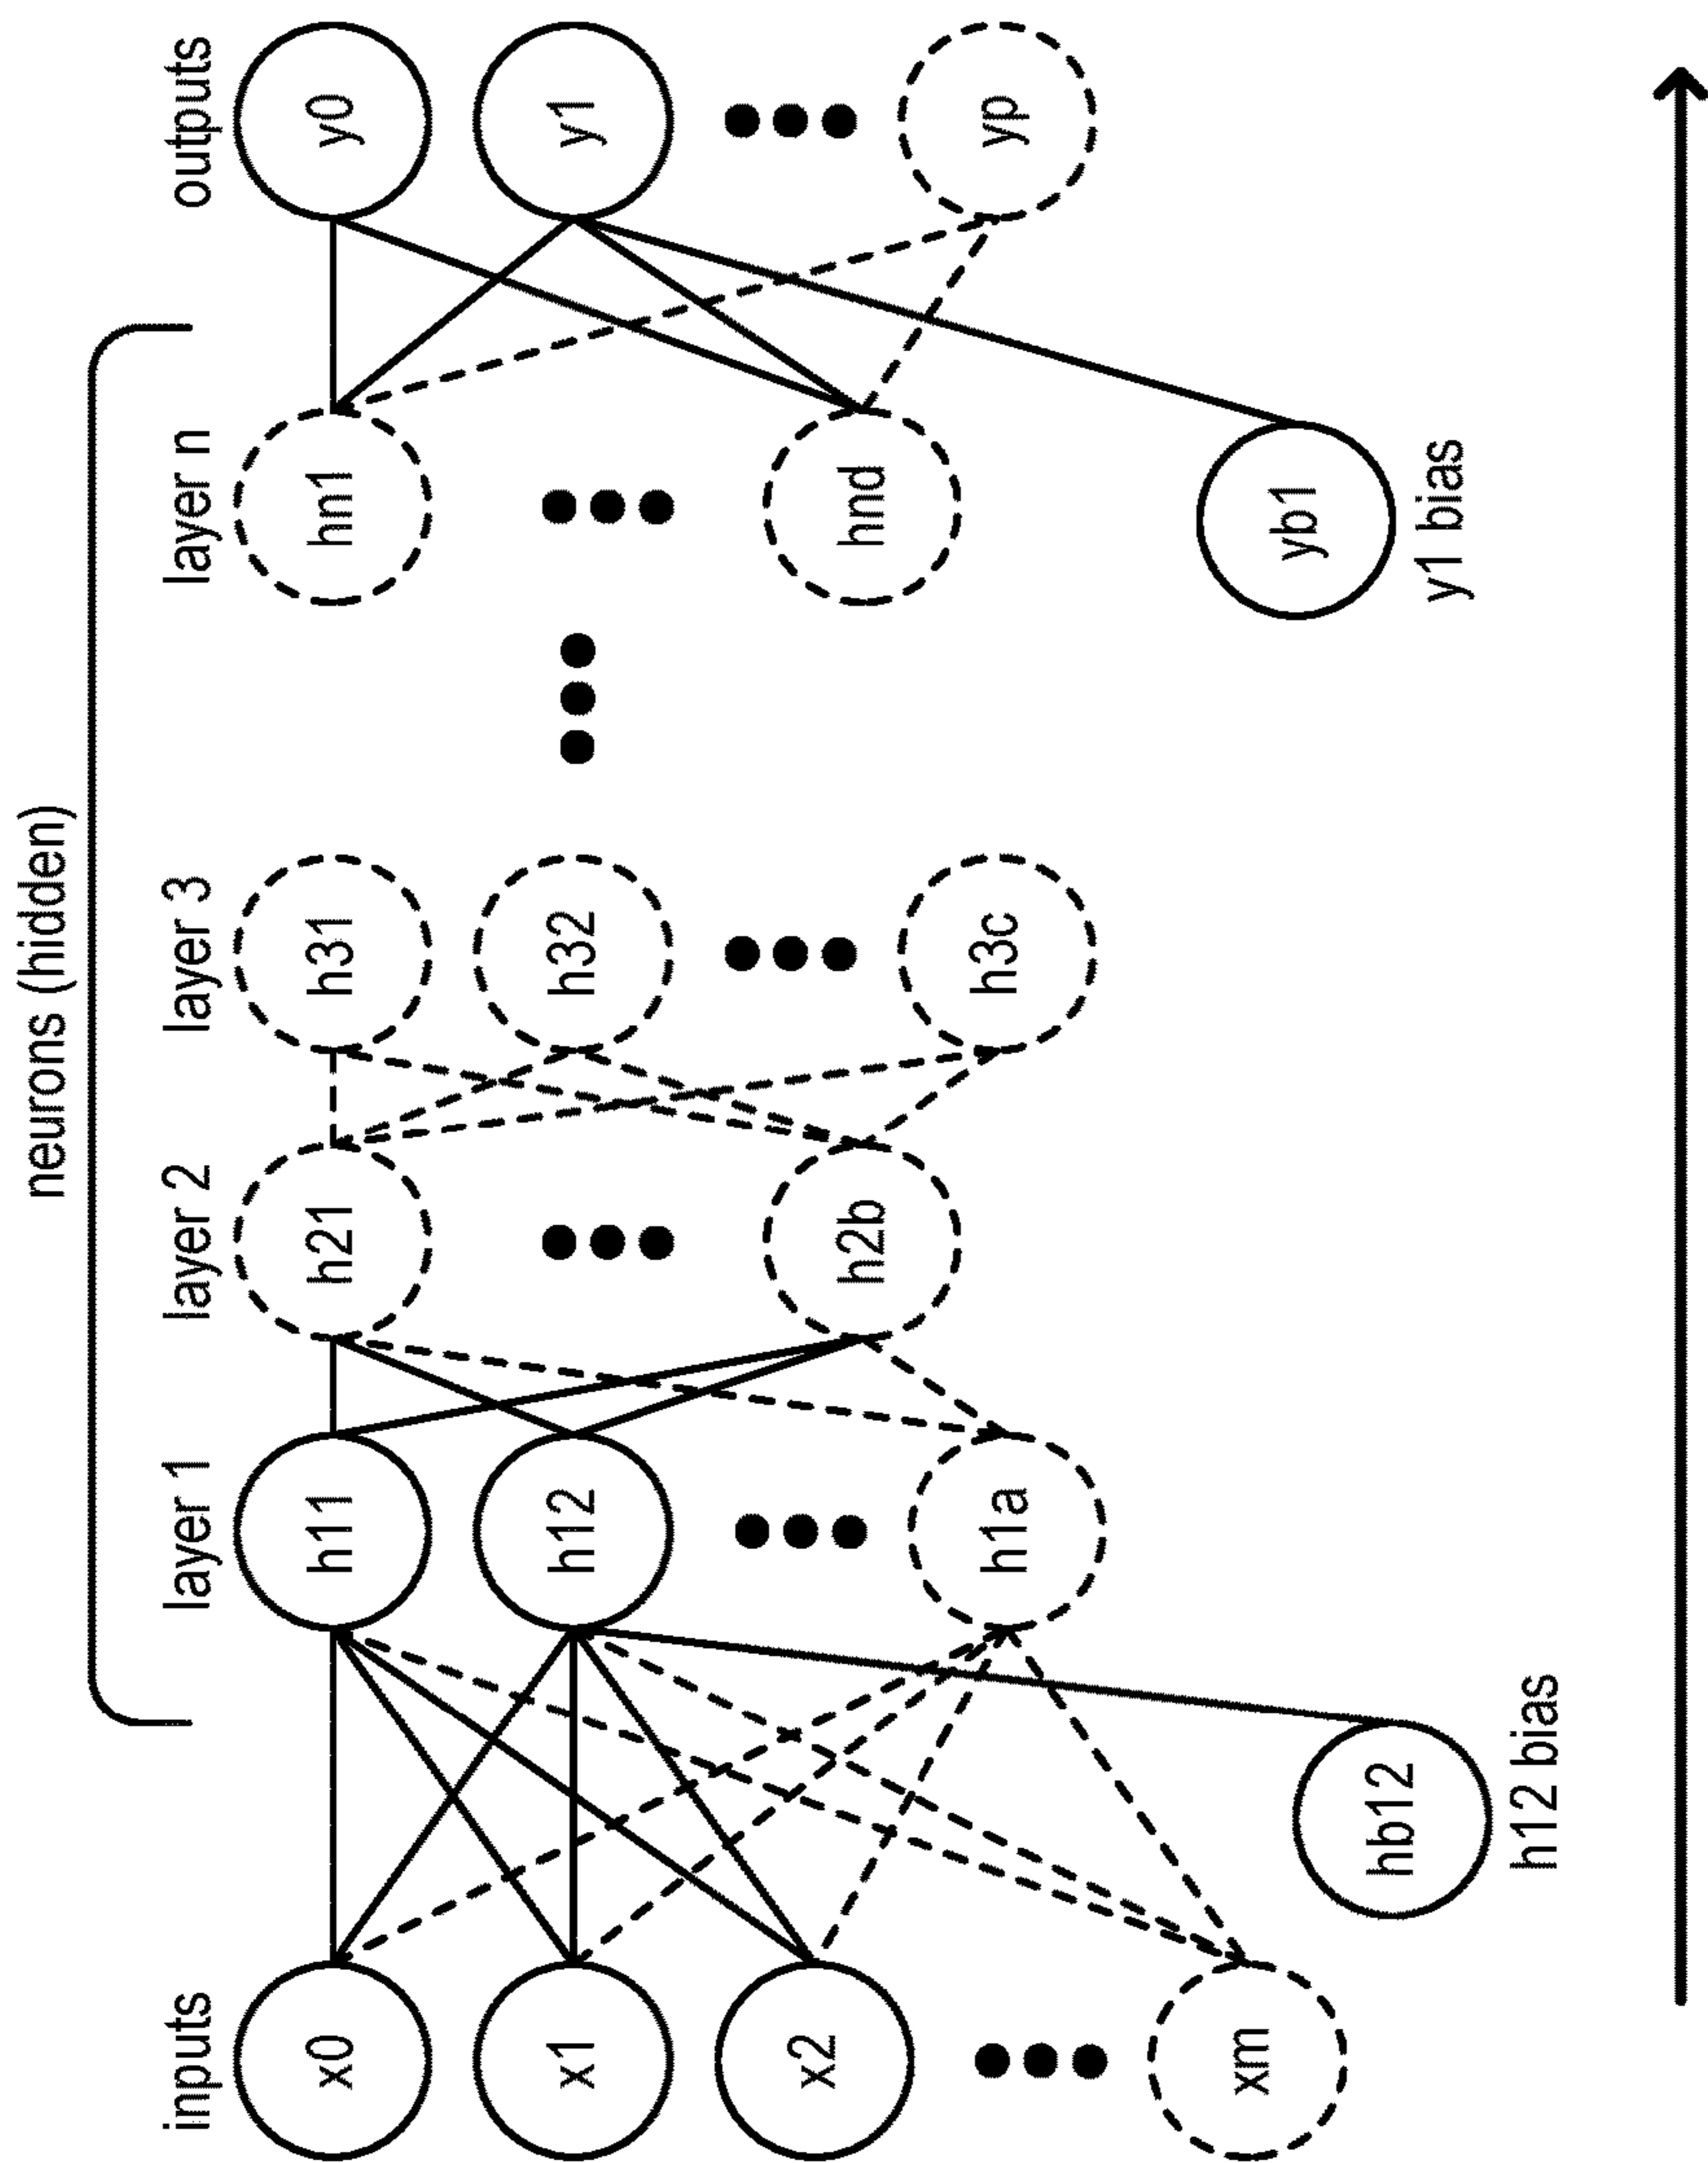 neurons (hidden)
inputs
layer 1
layer 2
layer 3
layer n
outputs
x0
h11
h21
h31
hn1
y0
x1
h12
h32
y1
x2
h2b
hnd
h1a
h3c
yp
xm
hb12
h12 bias
yb1
y1 bias